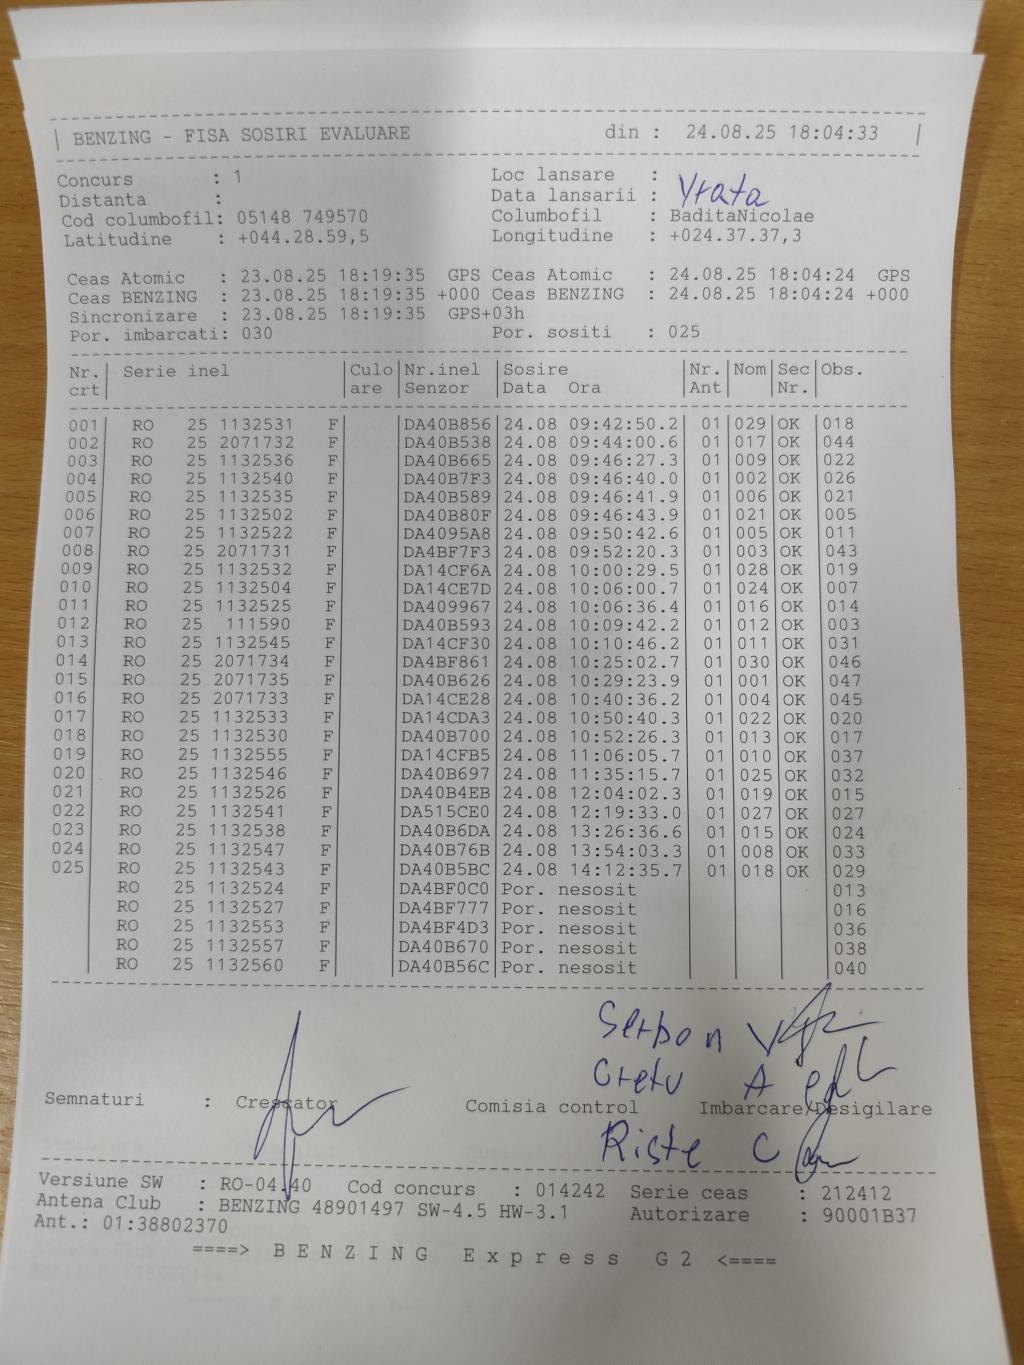 BENZING - FISA SOSIRI EVALUARE din : 24.08.25 18:04:33
Concurs : 1 Loc lansare :
Distanta : Data lansarii : Vrata
Cod columbofil: 05148 749570 Columbofil : BaditaNicolae
Latitudine : +044.28.59,5 Longitudine : +024.37.37,3
Ceas Atomic : 23.08.25 18:19:35 GPS Ceas Atomic : 24.08.25 18:04:24 GPS
Ceas BENZING : 23.08.25 18:19:35 +000 Ceas BENZING : 24.08.25 18:04:24 +000
Sincronizare : 23.08.25 18:19:35 GPS+03h
Por. imbarcati: 030 Por. sositi : 025
Nr. Serie inel Culo Nr.inel Sosire Nr. Nom Sec Obs.
crt are Senzor Data Ora Ant Nr.
001 RO 25 1132531 F DA40B856 24.08 09:42:50.2 01 029 OK 018
002 RO 25 2071732 F DA40B538 24.08 09:44:00.6 01 017 OK 044
003 RO 25 1132536 F DA40B665 24.08 09:46:27.3 01 009 OK 022
004 RO 25 1132540 F DA40B7F3 24.08 09:46:40.0 01 002 OK 026
005 RO 25 1132535 F DA40B589 24.08 09:46:41.9 01 006 OK 021
006 RO 25 1132502 F DA40B80F 24.08 09:46:43.9 01 021 OK 005
007 RO 25 1132522 F DA4095A8 24.08 09:50:42.6 01 005 OK 011
008 RO 25 2071731 F DA4BF7F3 24.08 09:52:20.3 01 003 OK 043
009 RO 25 1132532 F DA14CF6A 24.08 10:00:29.5 01 028 OK 019
010 RO 25 1132504 F DA14CE7D 24.08 10:06:00.7 01 024 OK 007
011 RO 25 1132525 F DA409967 24.08 10:06:36.4 01 016 OK 014
012 RO 25 111590 F DA40B593 24.08 10:09:42.2 01 012 OK 003
013 RO 25 1132545 F DA14CF30 24.08 10:10:46.2 01 011 OK 031
014 RO 25 2071734 F DA4BF861 24.08 10:25:02.7 01 030 OK 046
015 RO 25 2071735 F DA40B626 24.08 10:29:23.9 01 001 OK 047
016 RO 25 2071733 F DA14CE28 24.08 10:40:36.2 01 004 OK 045
017 RO 25 1132533 F DA14CDA3 24.08 10:50:40.3 01 022 OK 020
018 RO 25 1132530 F DA40B700 24.08 10:52:26.3 01 013 OK 017
019 RO 25 1132555 F DA14CFB5 24.08 11:06:05.7 01 010 OK 037
020 RO 25 1132546 F DA40B697 24.08 11:35:15.7 01 025 OK 032
021 RO 25 1132526 F DA40B4EB 24.08 12:04:02.3 01 019 OK 015
022 RO 25 1132541 F DA515CE0 24.08 12:19:33.0 01 027 OK 027
023 RO 25 1132538 F DA40B6DA 24.08 13:26:36.6 01 015 OK 024
024 RO 25 1132547 F DA40B76B 24.08 13:54:03.3 01 008 OK 033
025 RO 25 1132543 F DA40B5BC 24.08 14:12:35.7 01 018 OK 029
RO 25 1132524 F DA4BF0C0 Por. nesosit 013
RO 25 1132527 F DA4BF777 Por. nesosit 016
RO 25 1132553 F DA4BF4D3 Por. nesosit 036
RO 25 1132557 F DA40B670 Por. nesosit 038
RO 25 1132560 F DA40B56C Por. nesosit 040
Serban V
Cretu A
Semnaturi : Crescator Comisia control Imbarcare/Desigilare
Riste C
Versiune SW : RO-04.40 Cod concurs : 014242 Serie ceas : 212412
Antena Club : BENZING 48901497 SW-4.5 HW-3.1 Autorizare : 90001B37
Ant.: 01:38802370
====> BENZING Express G2 <====